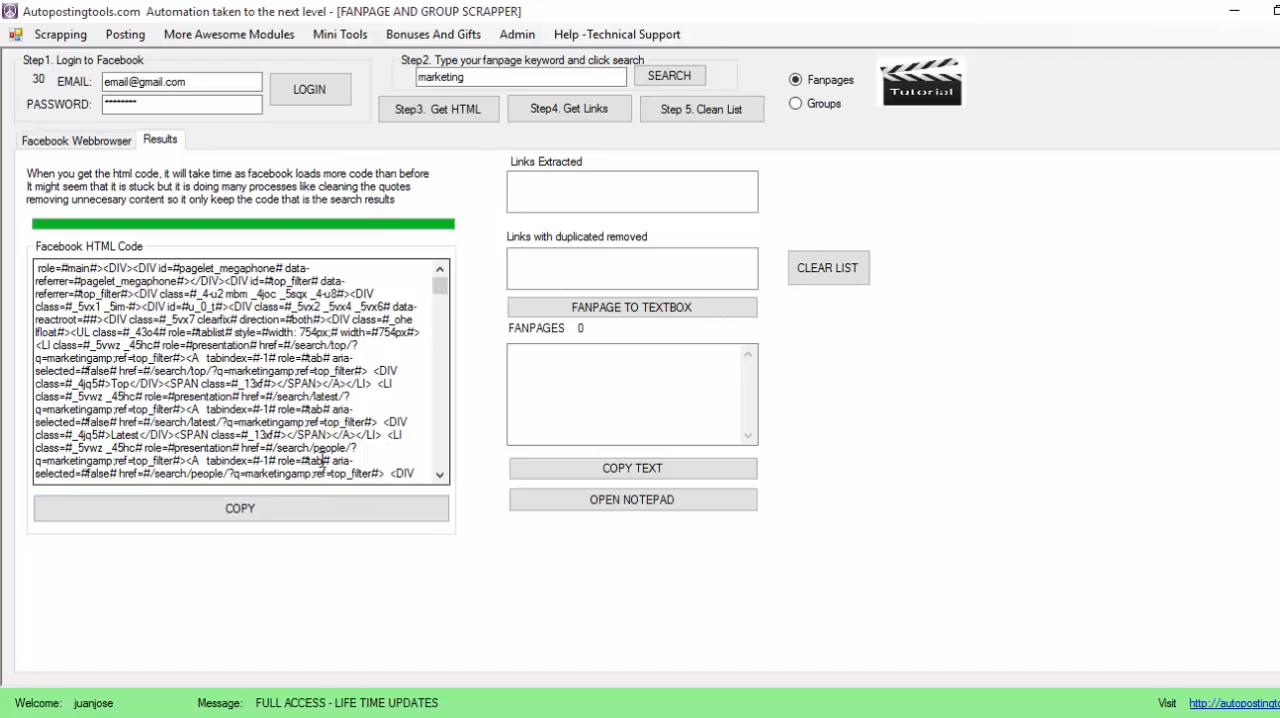 Autopostingtools.com Automation taken to the next level - [FANPAGE AND GROUP SCRAPPER]
Scrapping Posting More Awesome Modules Mini Tools Bonuses And Gifts Admin Help -Technical Support
Step1. Login to Facebook
30 EMAIL: email@gmail.com
PASSWORD: ********
LOGIN
Step2. Type your fanpage keyword and click search
marketing
SEARCH
Step3. Get HTML
Step4. Get Links
Step 5. Clean List
Fanpages
Groups
Tutorial
Facebook Webbrowser
Results
When you get the html code, it will take time as facebook loads more code than before
It might seem that it is stuck but it is doing many processes like cleaning the quotes
removing unnecesary content so it only keep the code that is the search results
Facebook HTML Code
role=#main#><DIV><DIV id=#pagelet_megaphone# data-
referrer=#pagelet_megaphone#></DIV><DIV id=#top_filter# data-
referrer=#top_filter#><DIV class=#_4-u2 mbm _4joc _5sqx _4-u8#><DIV
class=#_5vx1 _5im-#><DIV id=#u_0_t#><DIV class=#_5vx2 _5vx4 _5vx6# data-
reactroot=##><DIV class=#_5vx7 clearfix# direction=#both#><DIV class=#_ohe
lfloat#><UL class=#_43o4# role=#tablist# style=#width: 754px;# width=#754px#>
<LI class=#_5vwz _45hc# role=#presentation# href=#/search/top/?
q=marketingamp;ref=top_filter#><A tabindex=#-1# role=#tab# aria-
selected=#false# href=#/search/top/?q=marketingamp;ref=top_filter#> <DIV
class=#_4jq5#>Top</DIV><SPAN class=#_13xf#></SPAN></A></LI> <LI
class=#_5vwz _45hc# role=#presentation# href=#/search/latest/?
q=marketingamp;ref=top_filter#><A tabindex=#-1# role=#tab# aria-
selected=#false# href=#/search/latest/?q=marketingamp;ref=top_filter#> <DIV
class=#_4jq5#>Latest</DIV><SPAN class=#_13xf#></SPAN></A></LI> <LI
class=#_5vwz _45hc# role=#presentation# href=#/search/people/?
q=marketingamp;ref=top_filter#><A tabindex=#-1# role=#tab# aria-
selected=#false# href=#/search/people/?q=marketingamp;ref=top_filter#> <DIV
COPY
Links Extracted
Links with duplicated removed
FANPAGE TO TEXTBOX
FANPAGES 0
COPY TEXT
OPEN NOTEPAD
CLEAR LIST
Welcome: juanjose Message: FULL ACCESS - LIFE TIME UPDATES Visit http://autopostingto